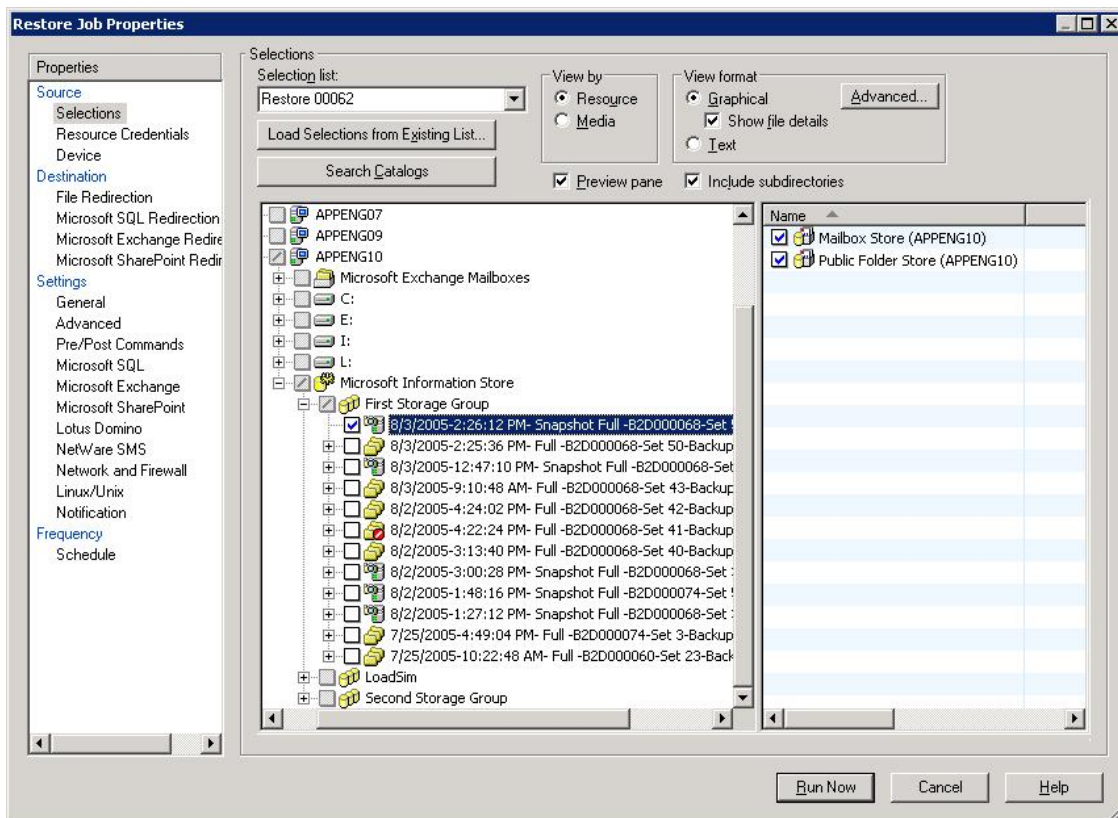 Restore Job Properties
Properties
Source
Selections
Resource Credentials
Device
Destination
File Redirection
Microsoft SQL Redirection
Microsoft Exchange Redire
Microsoft SharePoint Redir
Settings
General
Advanced
Pre/Post Commands
Microsoft SQL
Microsoft Exchange
Microsoft SharePoint
Lotus Domino
NetWare SMS
Network and Firewall
Linux/Unix
Notification
Frequency
Schedule
Selections
Selection list:
Restore 00062
Load Selections from Existing List...
Search Catalogs
View by
Resource
Media
View format
Graphical
Show file details
Text
Advanced...
Preview pane
Include subdirectories
APPENG07
APPENG09
APPENG10
Microsoft Exchange Mailboxes
C:
E:
I:
L:
Microsoft Information Store
First Storage Group
8/3/2005-2:26:12 PM- Snapshot Full -B2D000068-Set
8/3/2005-2:25:36 PM- Full -B2D000068-Set 50-Backup
8/3/2005-12:47:10 PM- Snapshot Full -B2D000068-Set
8/3/2005-9:10:48 AM- Full -B2D000068-Set 43-Backup
8/2/2005-4:24:02 PM- Full -B2D000068-Set 42-Backup
8/2/2005-4:22:24 PM- Full -B2D000068-Set 41-Backup
8/2/2005-3:13:40 PM- Full -B2D000068-Set 40-Backup
8/2/2005-3:00:28 PM- Snapshot Full -B2D000068-Set
8/2/2005-1:48:16 PM- Snapshot Full -B2D000074-Set
8/2/2005-1:27:12 PM- Snapshot Full -B2D000068-Set
7/25/2005-4:49:04 PM- Full -B2D000074-Set 3-Backup
7/25/2005-10:22:48 AM- Full -B2D000060-Set 23-Back
LoadSim
Second Storage Group
Name
Mailbox Store (APPENG10)
Public Folder Store (APPENG10)
Run Now
Cancel
Help